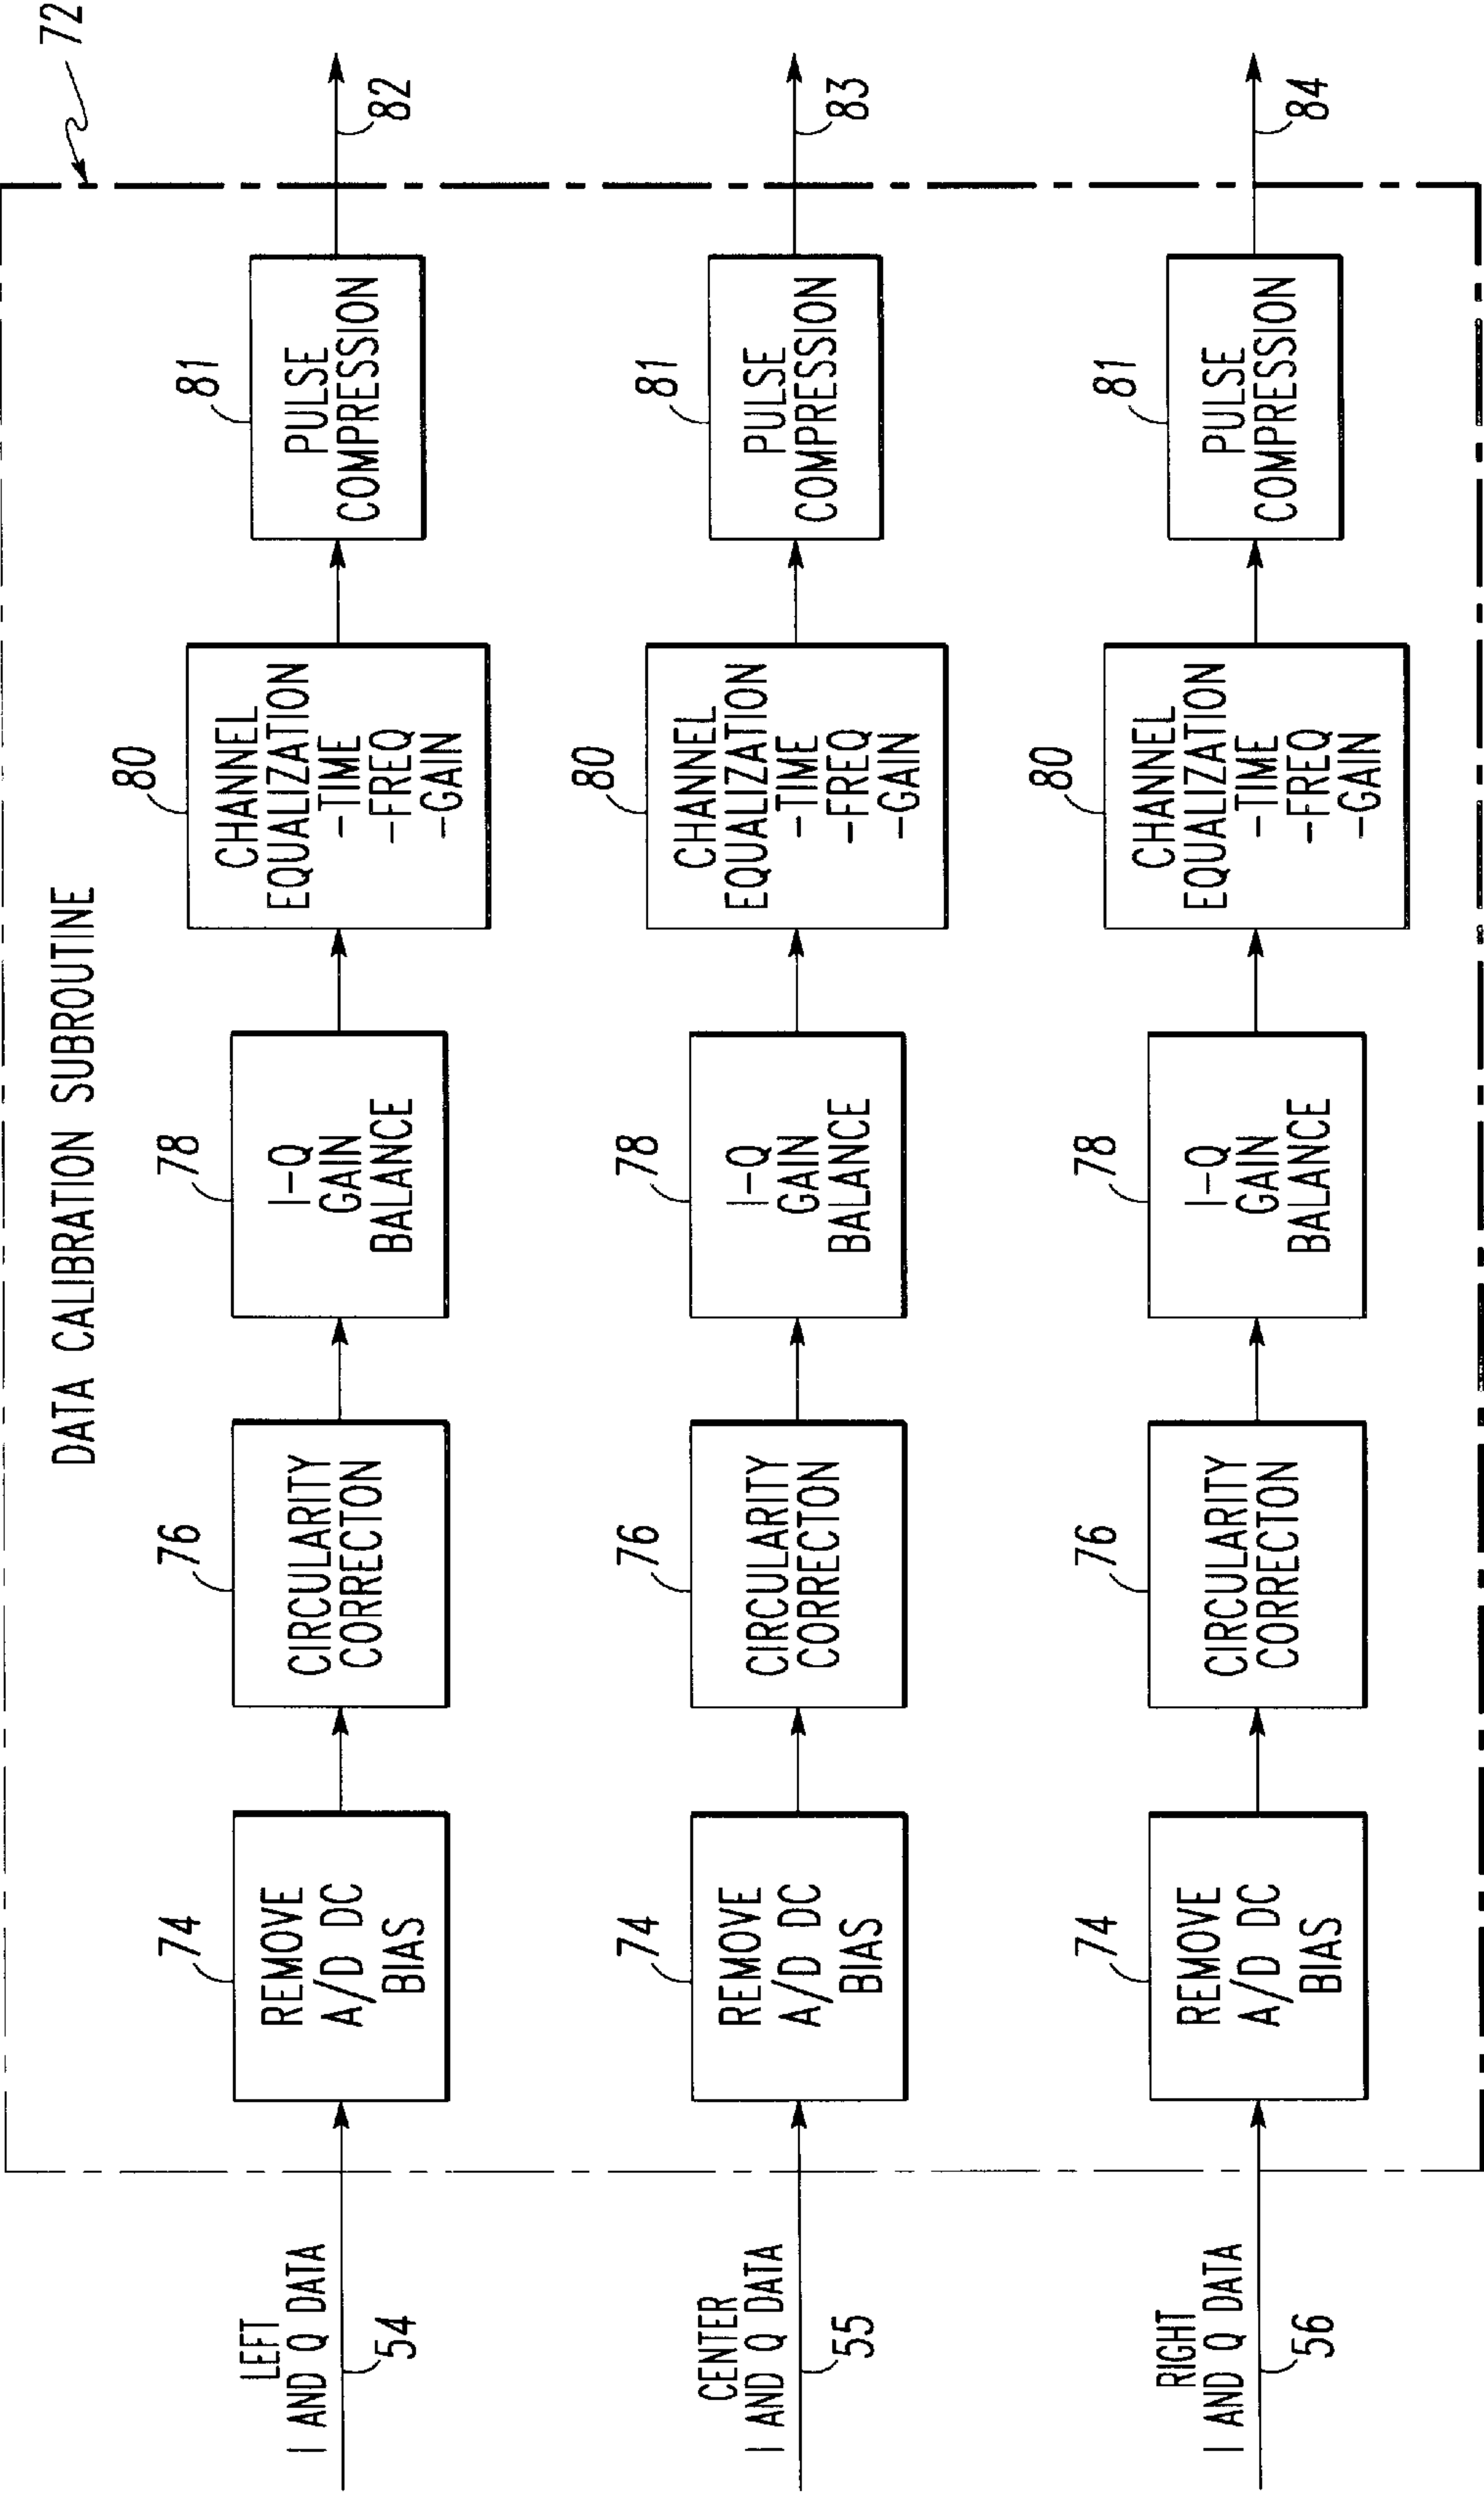 72
DATA CALIBRATION SUBROUTINE
LEFT
I AND Q DATA
54
74
REMOVE
A/D DC
BIAS
76
CIRCULARITY
CORRECTON
78
I-Q
GAIN
BALANCE
80
CHANNEL
EQUALIZATION
-TIME
-FREQ
-GAIN
81
PULSE
COMPRESSION
82
CENTER
I AND Q DATA
55
74
REMOVE
A/D DC
BIAS
76
CIRCULARITY
CORRECTION
78
I-Q
GAIN
BALANCE
80
CHANNEL
EQUALIZATION
-TIME
-FREQ
-GAIN
81
PULSE
COMPRESSION
83
RIGHT
I AND Q DATA
56
74
REMOVE
A/D DC
BIAS
76
CIRCULARITY
CORRECTON
78
I-Q
GAIN
BALANCE
80
CHANNEL
EQUALIZATION
-TIME
-FREQ
-GAIN
81
PULSE
COMPRESSION
84